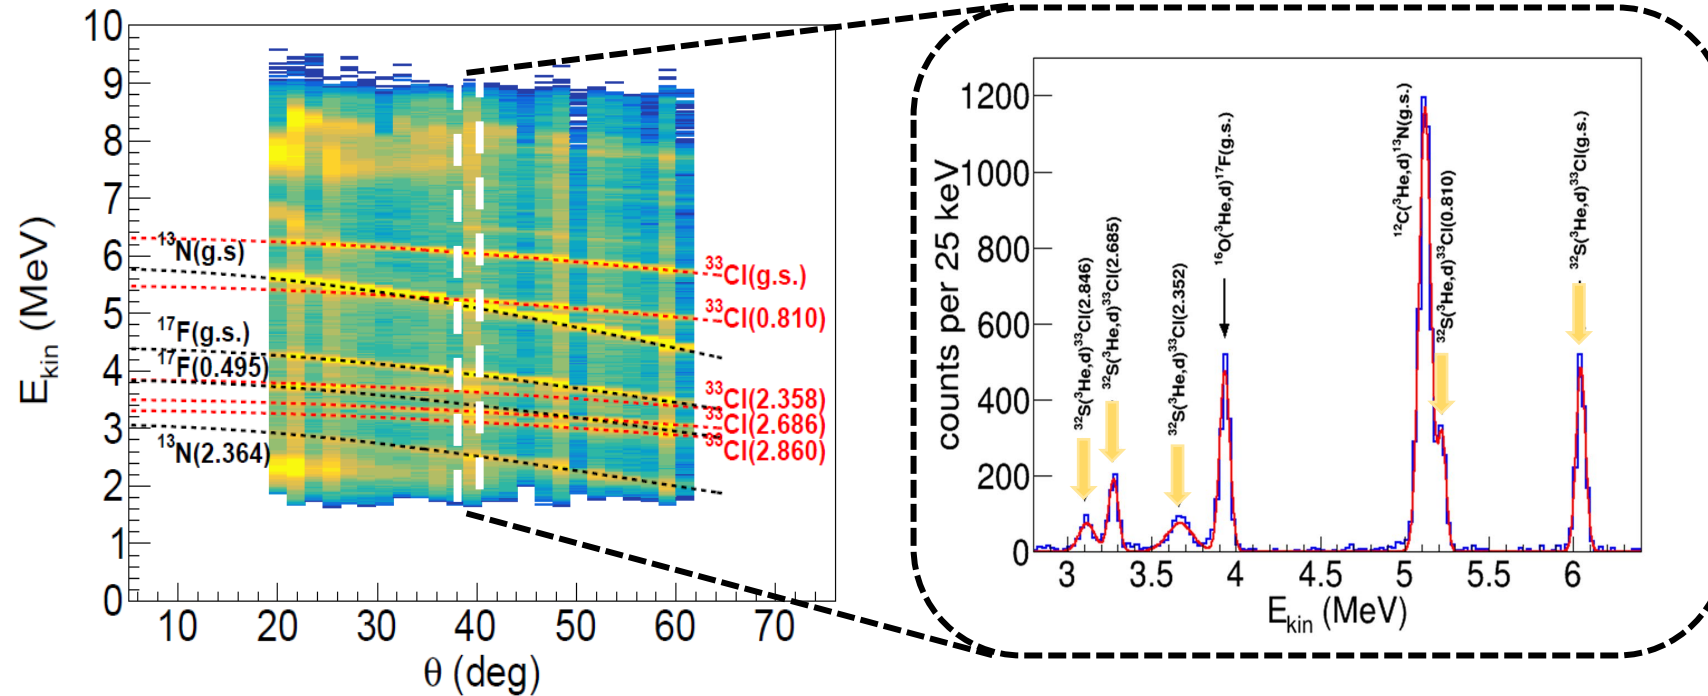 10
9
8
7
6
5
4
3
2
1
0
E_kin (MeV)
10 20 30 40 50 60 70
θ (deg)
¹³N(g.s)
¹⁷F(g.s.)
¹⁷F(0.495)
¹³N(2.364)
³³Cl(g.s.)
³³Cl(0.810)
³³Cl(2.358)
³³Cl(2.686)
³³Cl(2.860)
counts per 25 keV
1200
1000
800
600
400
200
0
3 3.5 4 4.5 5 5.5 6
E_kin (MeV)
³²S(³He,d)³³Cl(2.846)
³²S(³He,d)³³Cl(2.685)
³²S(³He,d)³³Cl(2.352)
¹⁶O(³He,d)¹⁷F(g.s.)
¹²C(³He,d)¹³N(g.s.)
³²S(³He,d)³³Cl(0.810)
³²S(³He,d)³³Cl(g.s.)